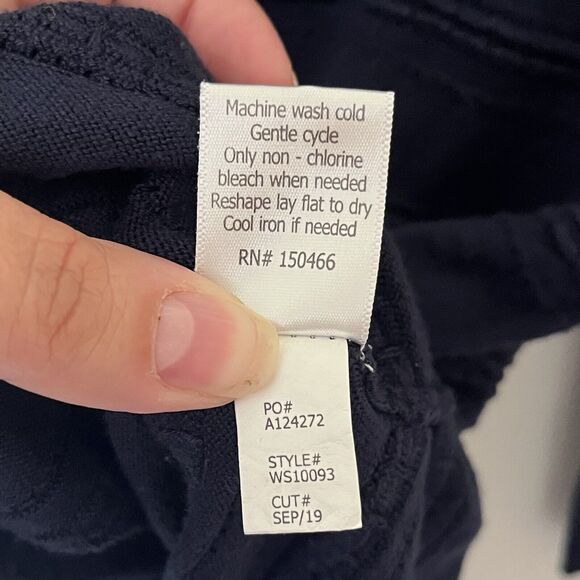 Machine wash cold
Gentle cycle
Only non - chlorine
bleach when needed
Reshape lay flat to dry
Cool iron if needed
RN# 150466
PO#
A124272
STYLE#
WS10093
CUT#
SEP/19